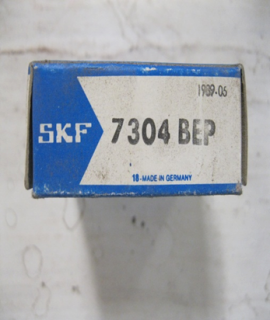 1989-06
SKF 7304 BEP
18-MADE IN GERMANY